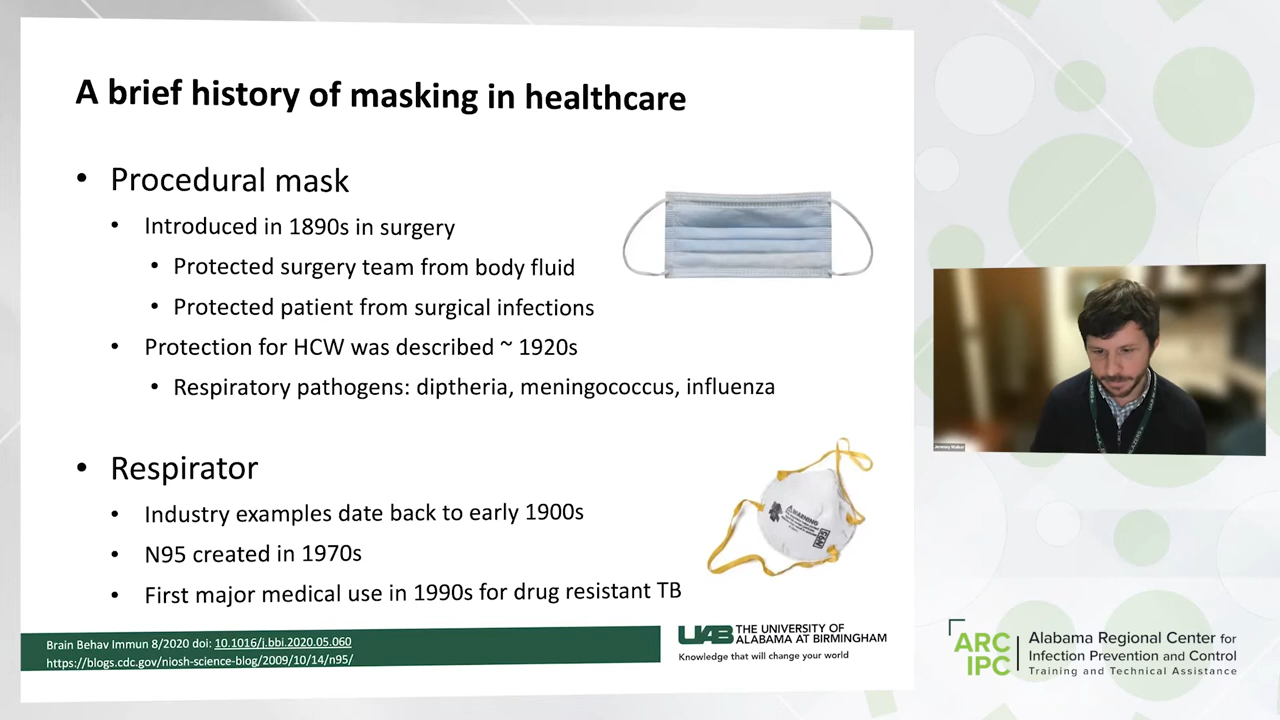 A brief history of masking in healthcare
• Procedural mask
• Introduced in 1890s in surgery
• Protected surgery team from body fluid
• Protected patient from surgical infections
• Protection for HCW was described ~ 1920s
• Respiratory pathogens: diptheria, meningococcus, influenza
• Respirator
• Industry examples date back to early 1900s
• N95 created in 1970s
• First major medical use in 1990s for drug resistant TB
WARNING
Brain Behav Immun 8/2020 doi: 10.1016/j.bbi.2020.05.060
https://blogs.cdc.gov/niosh-science-blog/2009/10/14/n95/
UAB THE UNIVERSITY OF
ALABAMA AT BIRMINGHAM
Knowledge that will change your world
Jeremey Walker
ARC
IPC
Alabama Regional Center for
Infection Prevention and Control
Training and Technical Assistance